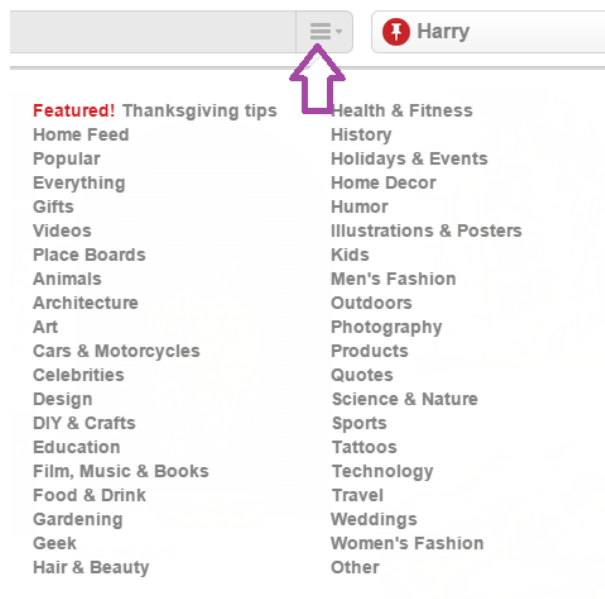 Harry
Featured! Thanksgiving tips
Home Feed
Popular
Everything
Gifts
Videos
Place Boards
Animals
Architecture
Art
Cars & Motorcycles
Celebrities
Design
DIY & Crafts
Education
Film, Music & Books
Food & Drink
Gardening
Geek
Hair & Beauty
Health & Fitness
History
Holidays & Events
Home Decor
Humor
Illustrations & Posters
Kids
Men's Fashion
Outdoors
Photography
Products
Quotes
Science & Nature
Sports
Tattoos
Technology
Travel
Weddings
Women's Fashion
Other